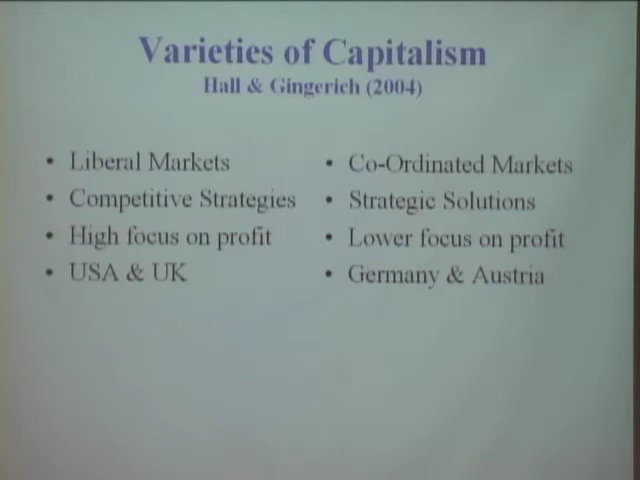 Varieties of Capitalism
Hall & Gingerich (2004)
• Liberal Markets
• Competitive Strategies
• High focus on profit
• USA & UK
• Co-Ordinated Markets
• Strategic Solutions
• Lower focus on profit
• Germany & Austria